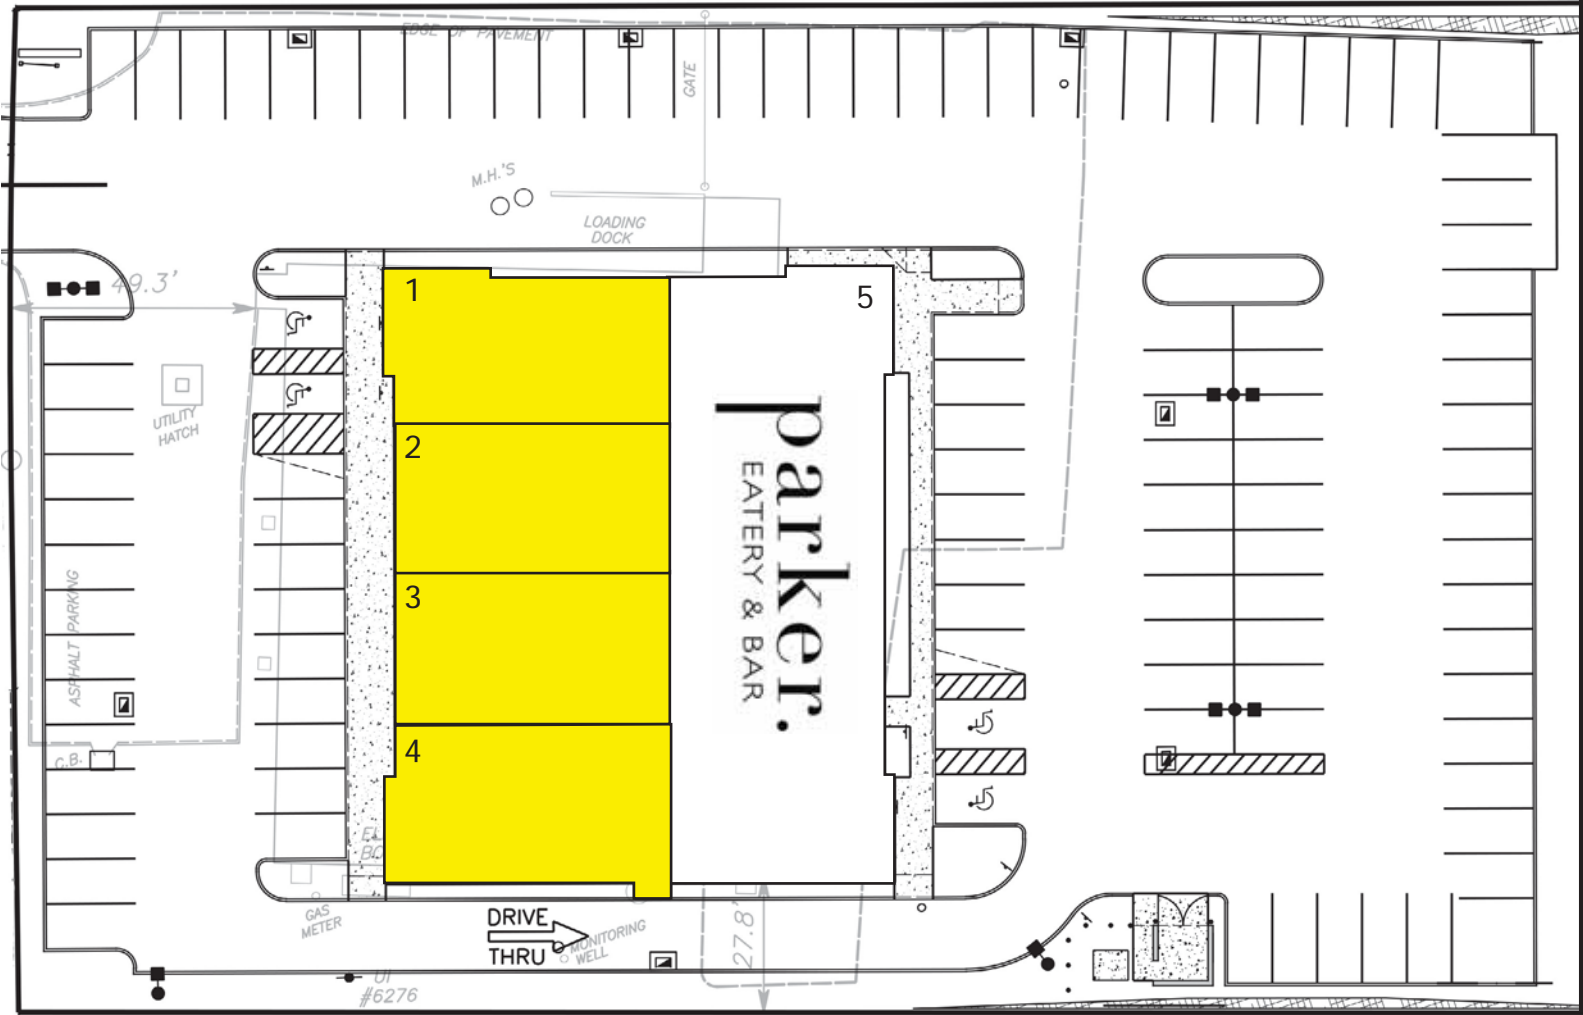 EDGE OF PAVEMENT
GATE
M.H.'S
LOADING
DOCK
49.3'
UTILITY
HATCH
ASPHALT PARKING
C.B.
1
2
3
4
5
parker.
EATERY & BAR
GAS
METER
DRIVE
THRU
MONITORING
WELL
27.8'
#6276